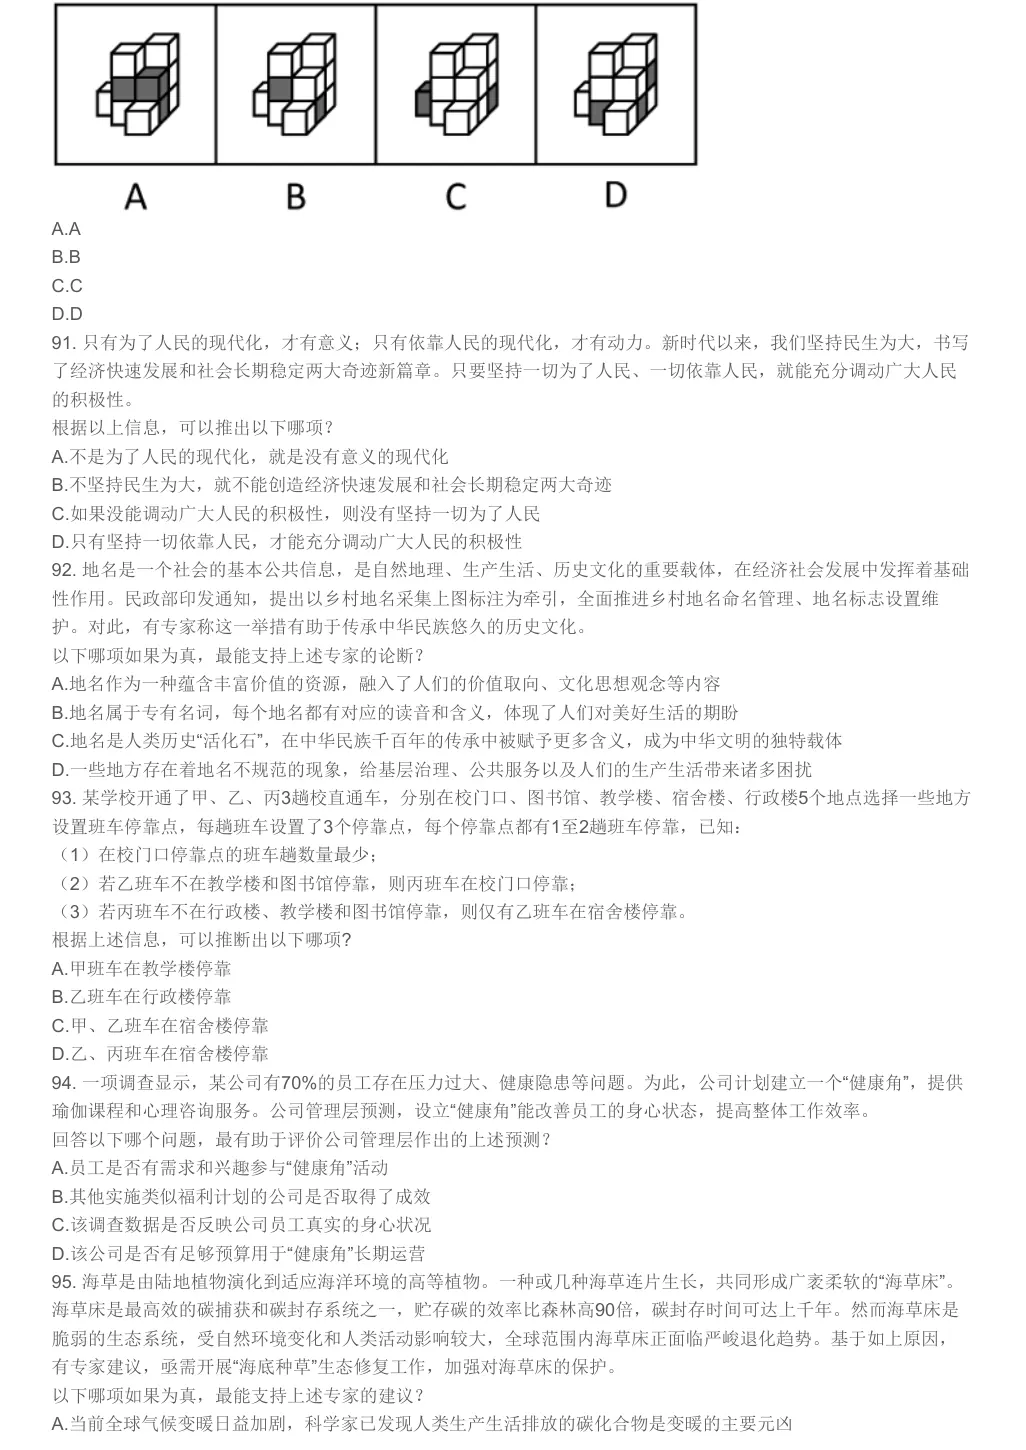 A B C D
A.A
B.B
C.C
D.D
91. 只有为了人民的现代化，才有意义；只有依靠人民的现代化，才有动力。新时代以来，我们坚持民生为大，书写
了经济快速发展和社会长期稳定两大奇迹新篇章。只要坚持一切为了人民、一切依靠人民，就能充分调动广大人民
的积极性。
根据以上信息，可以推出以下哪项？
A.不是为了人民的现代化，就是没有意义的现代化
B.不坚持民生为大，就不能创造经济快速发展和社会长期稳定两大奇迹
C.如果没能调动广大人民的积极性，则没有坚持一切为了人民
D.只有坚持一切依靠人民，才能充分调动广大人民的积极性
92. 地名是一个社会的基本公共信息，是自然地理、生产生活、历史文化的重要载体，在经济社会发展中发挥着基础
性作用。民政部印发通知，提出以乡村地名采集上图标注为牵引，全面推进乡村地名命名管理、地名标志设置维
护。对此，有专家称这一举措有助于传承中华民族悠久的历史文化。
以下哪项如果为真，最能支持上述专家的论断？
A.地名作为一种蕴含丰富价值的资源，融入了人们的价值取向、文化思想观念等内容
B.地名属于专有名词，每个地名都有对应的读音和含义，体现了人们对美好生活的期盼
C.地名是人类历史“活化石”，在中华民族千百年的传承中被赋予更多含义，成为中华文明的独特载体
D.一些地方存在着地名不规范的现象，给基层治理、公共服务以及人们的生产生活带来诸多困扰
93. 某学校开通了甲、乙、丙3趟校直通车，分别在校门口、图书馆、教学楼、宿舍楼、行政楼5个地点选择一些地方
设置班车停靠点，每趟班车设置了3个停靠点，每个停靠点都有1至2趟班车停靠，已知：
（1）在校门口停靠点的班车趟数量最少；
（2）若乙班车不在教学楼和图书馆停靠，则丙班车在校门口停靠；
（3）若丙班车不在行政楼、教学楼和图书馆停靠，则仅有乙班车在宿舍楼停靠。
根据上述信息，可以推断出以下哪项?
A.甲班车在教学楼停靠
B.乙班车在行政楼停靠
C.甲、乙班车在宿舍楼停靠
D.乙、丙班车在宿舍楼停靠
94. 一项调查显示，某公司有70%的员工存在压力过大、健康隐患等问题。为此，公司计划建立一个“健康角”，提供
瑜伽课程和心理咨询服务。公司管理层预测，设立“健康角”能改善员工的身心状态，提高整体工作效率。
回答以下哪个问题，最有助于评价公司管理层作出的上述预测？
A.员工是否有需求和兴趣参与“健康角”活动
B.其他实施类似福利计划的公司是否取得了成效
C.该调查数据是否反映公司员工真实的身心状况
D.该公司是否有足够预算用于“健康角”长期运营
95. 海草是由陆地植物演化到适应海洋环境的高等植物。一种或几种海草连片生长，共同形成广袤柔软的“海草床”。
海草床是最高效的碳捕获和碳封存系统之一，贮存碳的效率比森林高90倍，碳封存时间可达上千年。然而海草床是
脆弱的生态系统，受自然环境变化和人类活动影响较大，全球范围内海草床正面临严峻退化趋势。基于如上原因，
有专家建议，亟需开展“海底种草”生态修复工作，加强对海草床的保护。
以下哪项如果为真，最能支持上述专家的建议？
A.当前全球气候变暖日益加剧，科学家已发现人类生产生活排放的碳化合物是变暖的主要元凶